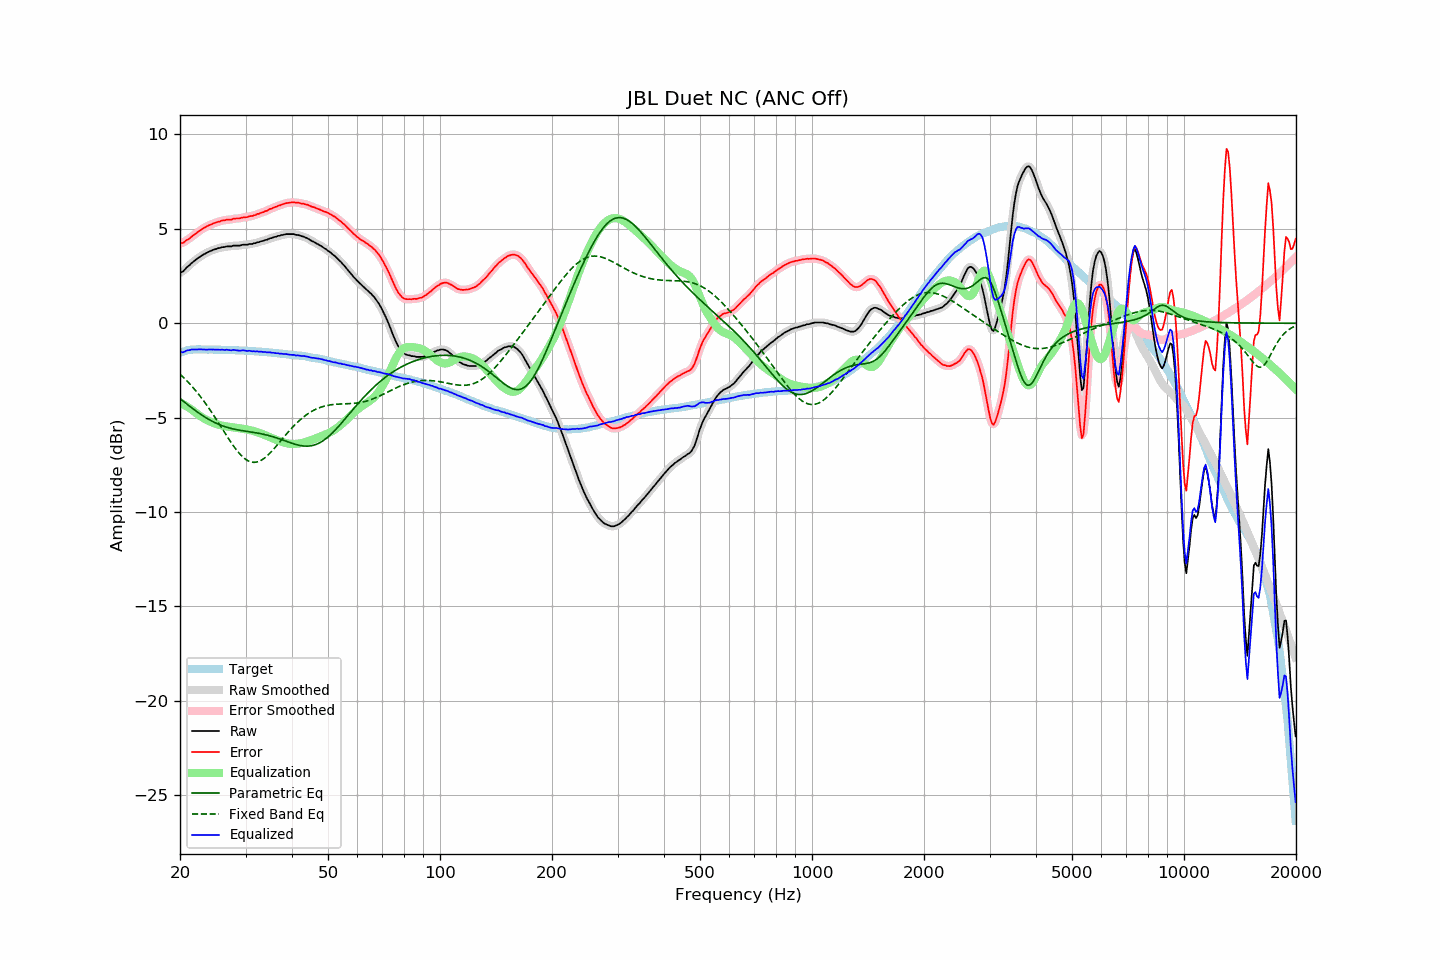 JBL Duet NC (ANC Off)
10
5
0
−5
−10
−15
−20
−25
Amplitude (dBr)
Target
Raw Smoothed
Error Smoothed
Raw
Error
Equalization
Parametric Eq
Fixed Band Eq
Equalized
20 50 100 200 500 1000 2000 5000 10000 20000
Frequency (Hz)